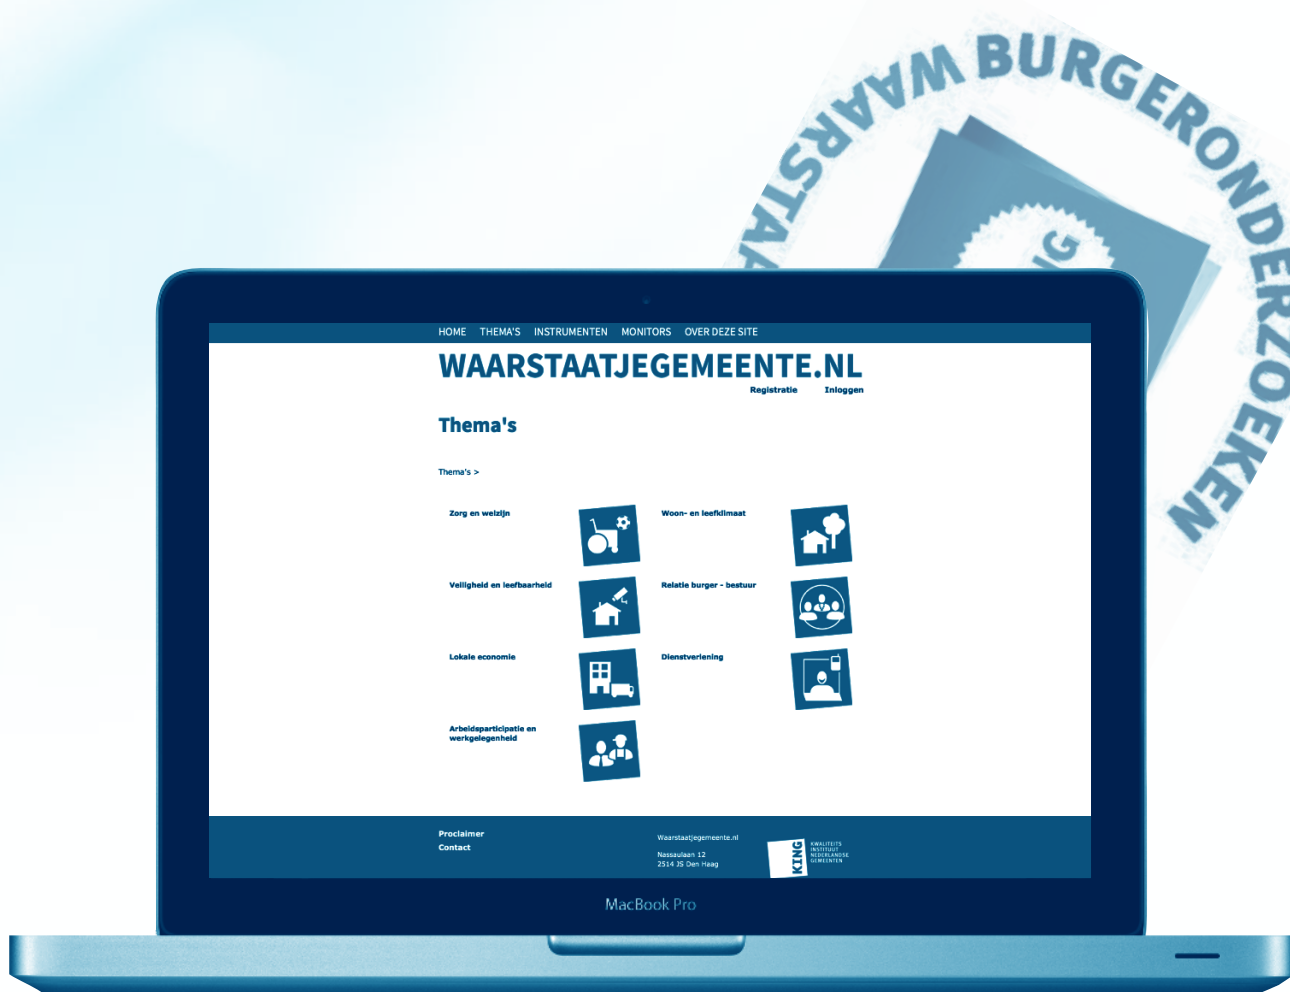 WAARSTA BURGERONDERZOEKEN
NG
HOME THEMA'S INSTRUMENTEN MONITORS OVER DEZE SITE
WAARSTAATJEGEMEENTE.NL
Registratie Inloggen
Thema's
Thema's >
Zorg en welzijn Woon- en leefklimaat
Veiligheid en leefbaarheid Relatie burger - bestuur
Lokale economie Dienstverlening
Arbeidsparticipatie en
werkgelegenheid
Proclaimer
Contact
Waarstaatjegemeente.nl
Nassaulaan 12
2514 JS Den Haag
KING
KWALITEITS
INSTITUUT
NEDERLANDSE
GEMEENTEN
MacBook Pro